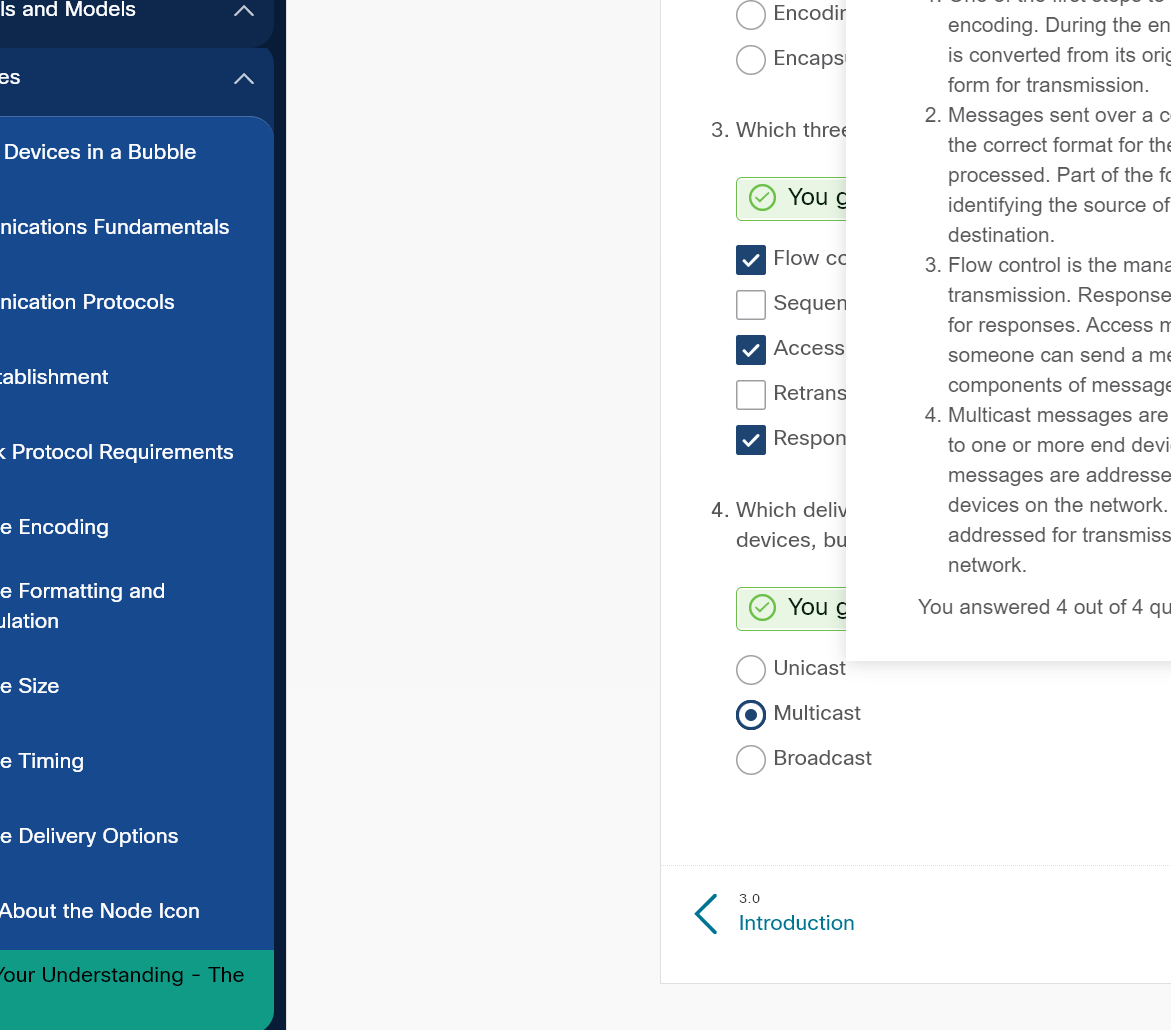 ls and Models
es
Devices in a Bubble
nications Fundamentals
nication Protocols
tablishment
k Protocol Requirements
e Encoding
e Formatting and
ulation
e Size
e Timing
e Delivery Options
About the Node Icon
Your Understanding - The
Encodin
Encapsu
3. Which three
You g
Flow co
Sequen
Access
Retrans
Respon
4. Which deliv
devices, bu
You g
Unicast
Multicast
Broadcast
3.0
Introduction
encoding. During the en
is converted from its orig
form for transmission.
2. Messages sent over a c
the correct format for the
processed. Part of the fo
identifying the source of
destination.
3. Flow control is the mana
transmission. Response
for responses. Access m
someone can send a me
components of message
4. Multicast messages are
to one or more end devi
messages are addresse
devices on the network.
addressed for transmiss
network.
You answered 4 out of 4 qu